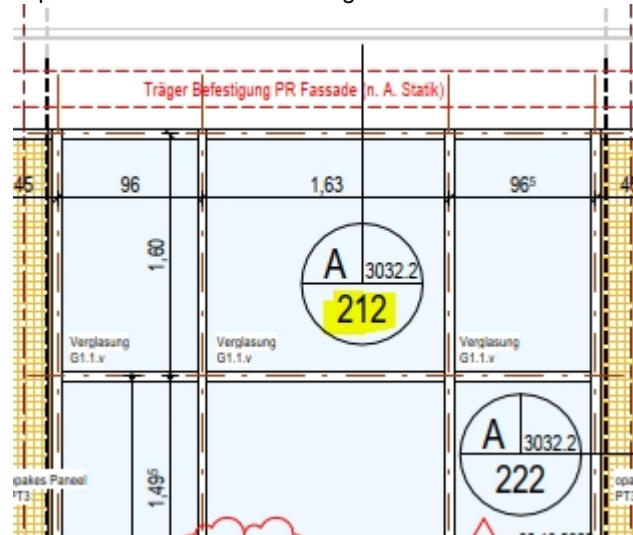 Träger Befestigung PR Fassade (n. A. Statik)
45
96
1,63
96⁵
1,60
A
3032.2
212
Verglasung
G1.1.v
Verglasung
G1.1.v
Verglasung
G1.1.v
A
3032.2
222
Paneel
PT3
1,49⁵